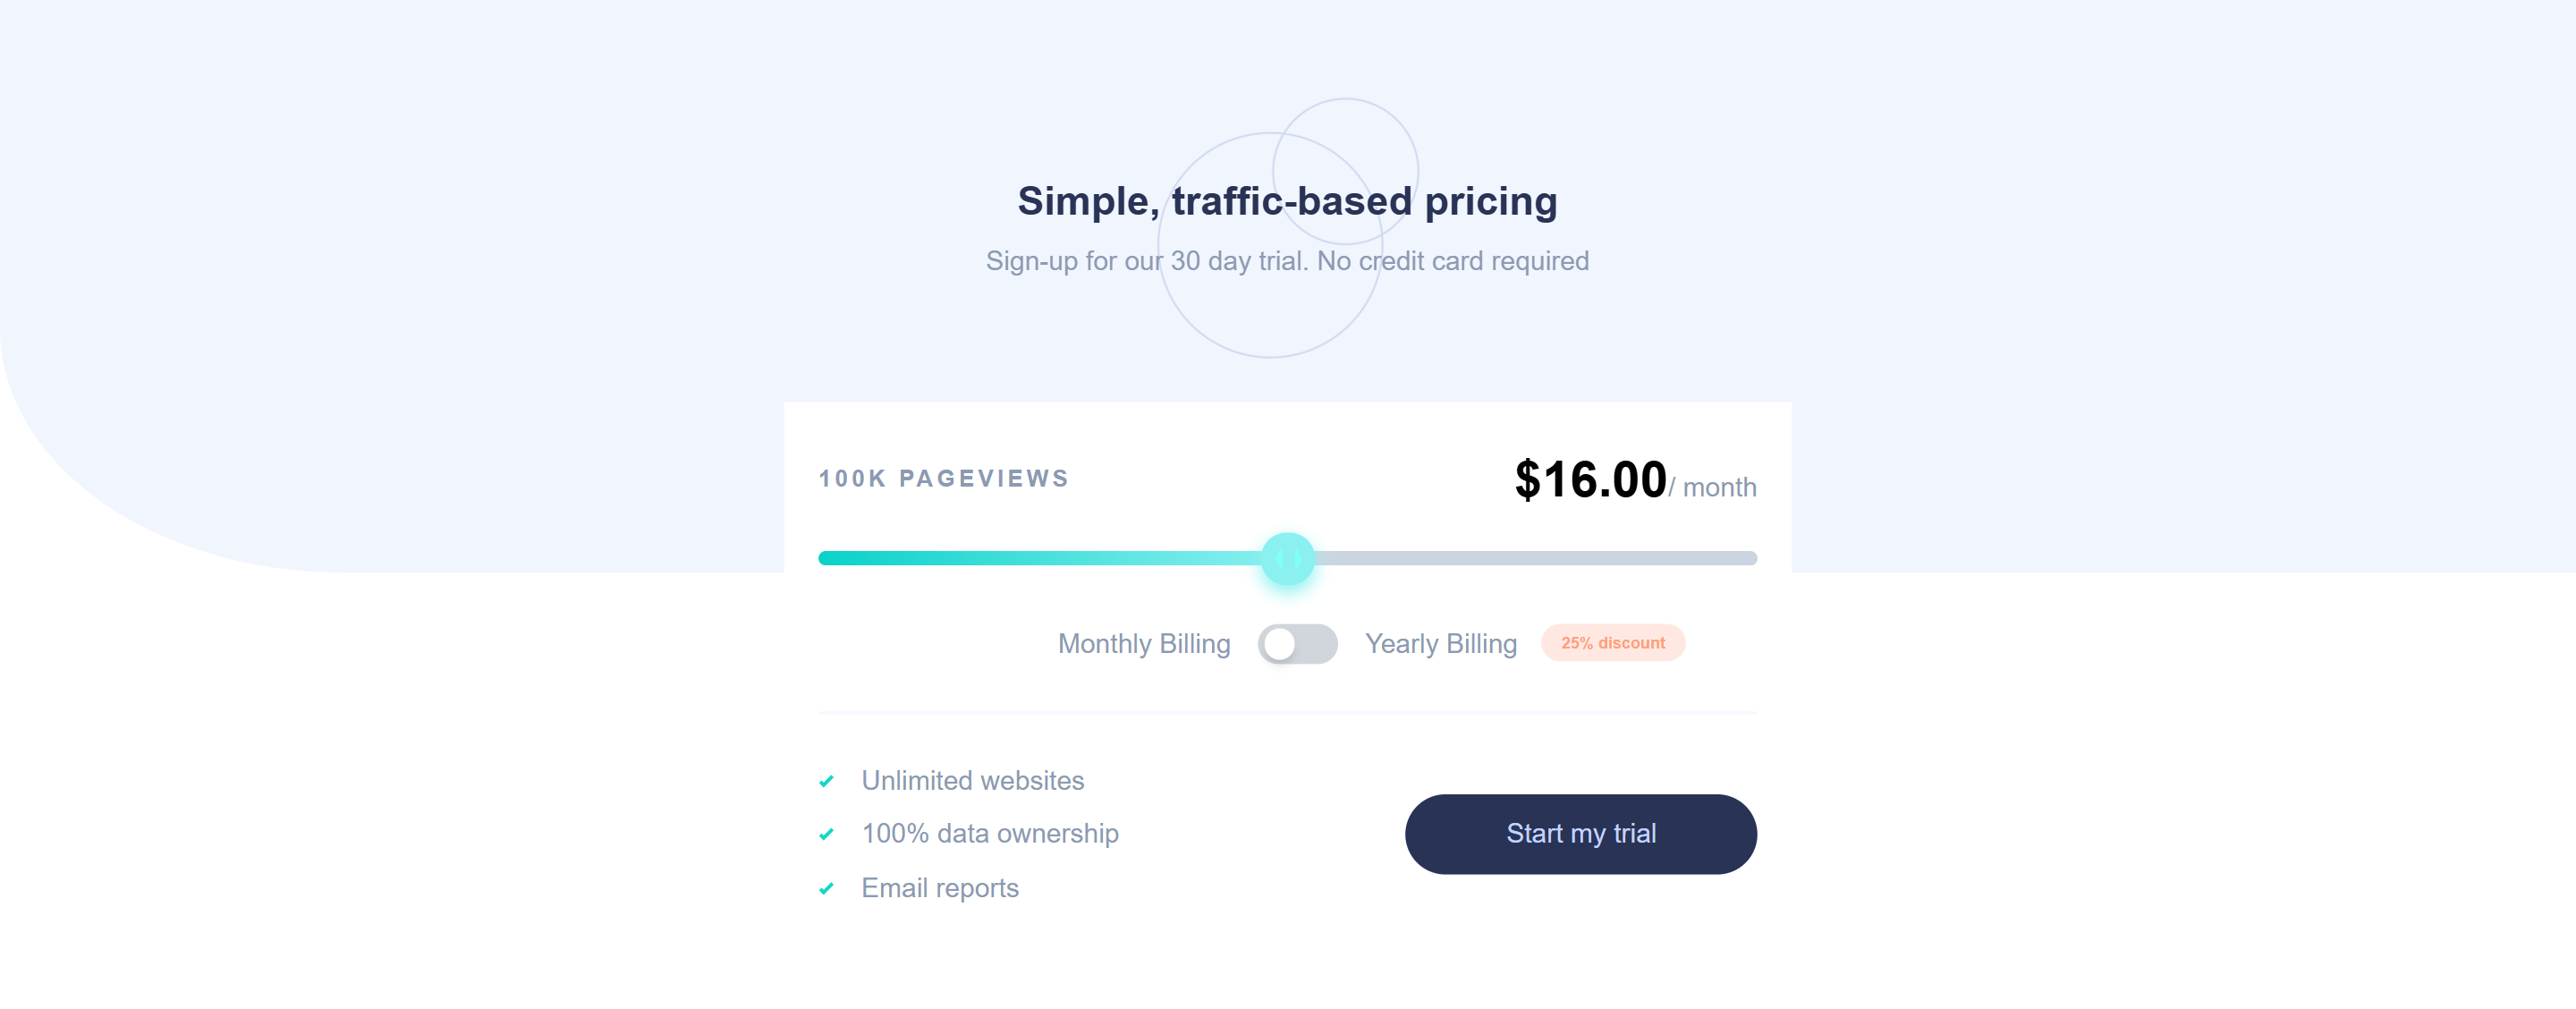 Simple, traffic-based pricing
Sign-up for our 30 day trial. No credit card required
100K PAGEVIEWS
$16.00/ month
Monthly Billing
Yearly Billing
25% discount
Unlimited websites
100% data ownership
Email reports
Start my trial